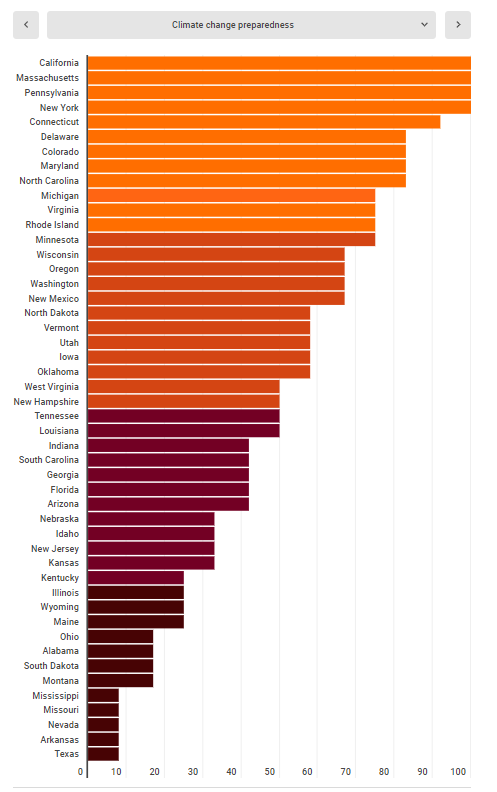 Climate change preparedness
California
Massachusetts
Pennsylvania
New York
Connecticut
Delaware
Colorado
Maryland
North Carolina
Michigan
Virginia
Rhode Island
Minnesota
Wisconsin
Oregon
Washington
New Mexico
North Dakota
Vermont
Utah
Iowa
Oklahoma
West Virginia
New Hampshire
Tennessee
Louisiana
Indiana
South Carolina
Georgia
Florida
Arizona
Nebraska
Idaho
New Jersey
Kansas
Kentucky
Illinois
Wyoming
Maine
Ohio
Alabama
South Dakota
Montana
Mississippi
Missouri
Nevada
Arkansas
Texas
0 10 20 30 40 50 60 70 80 90 100